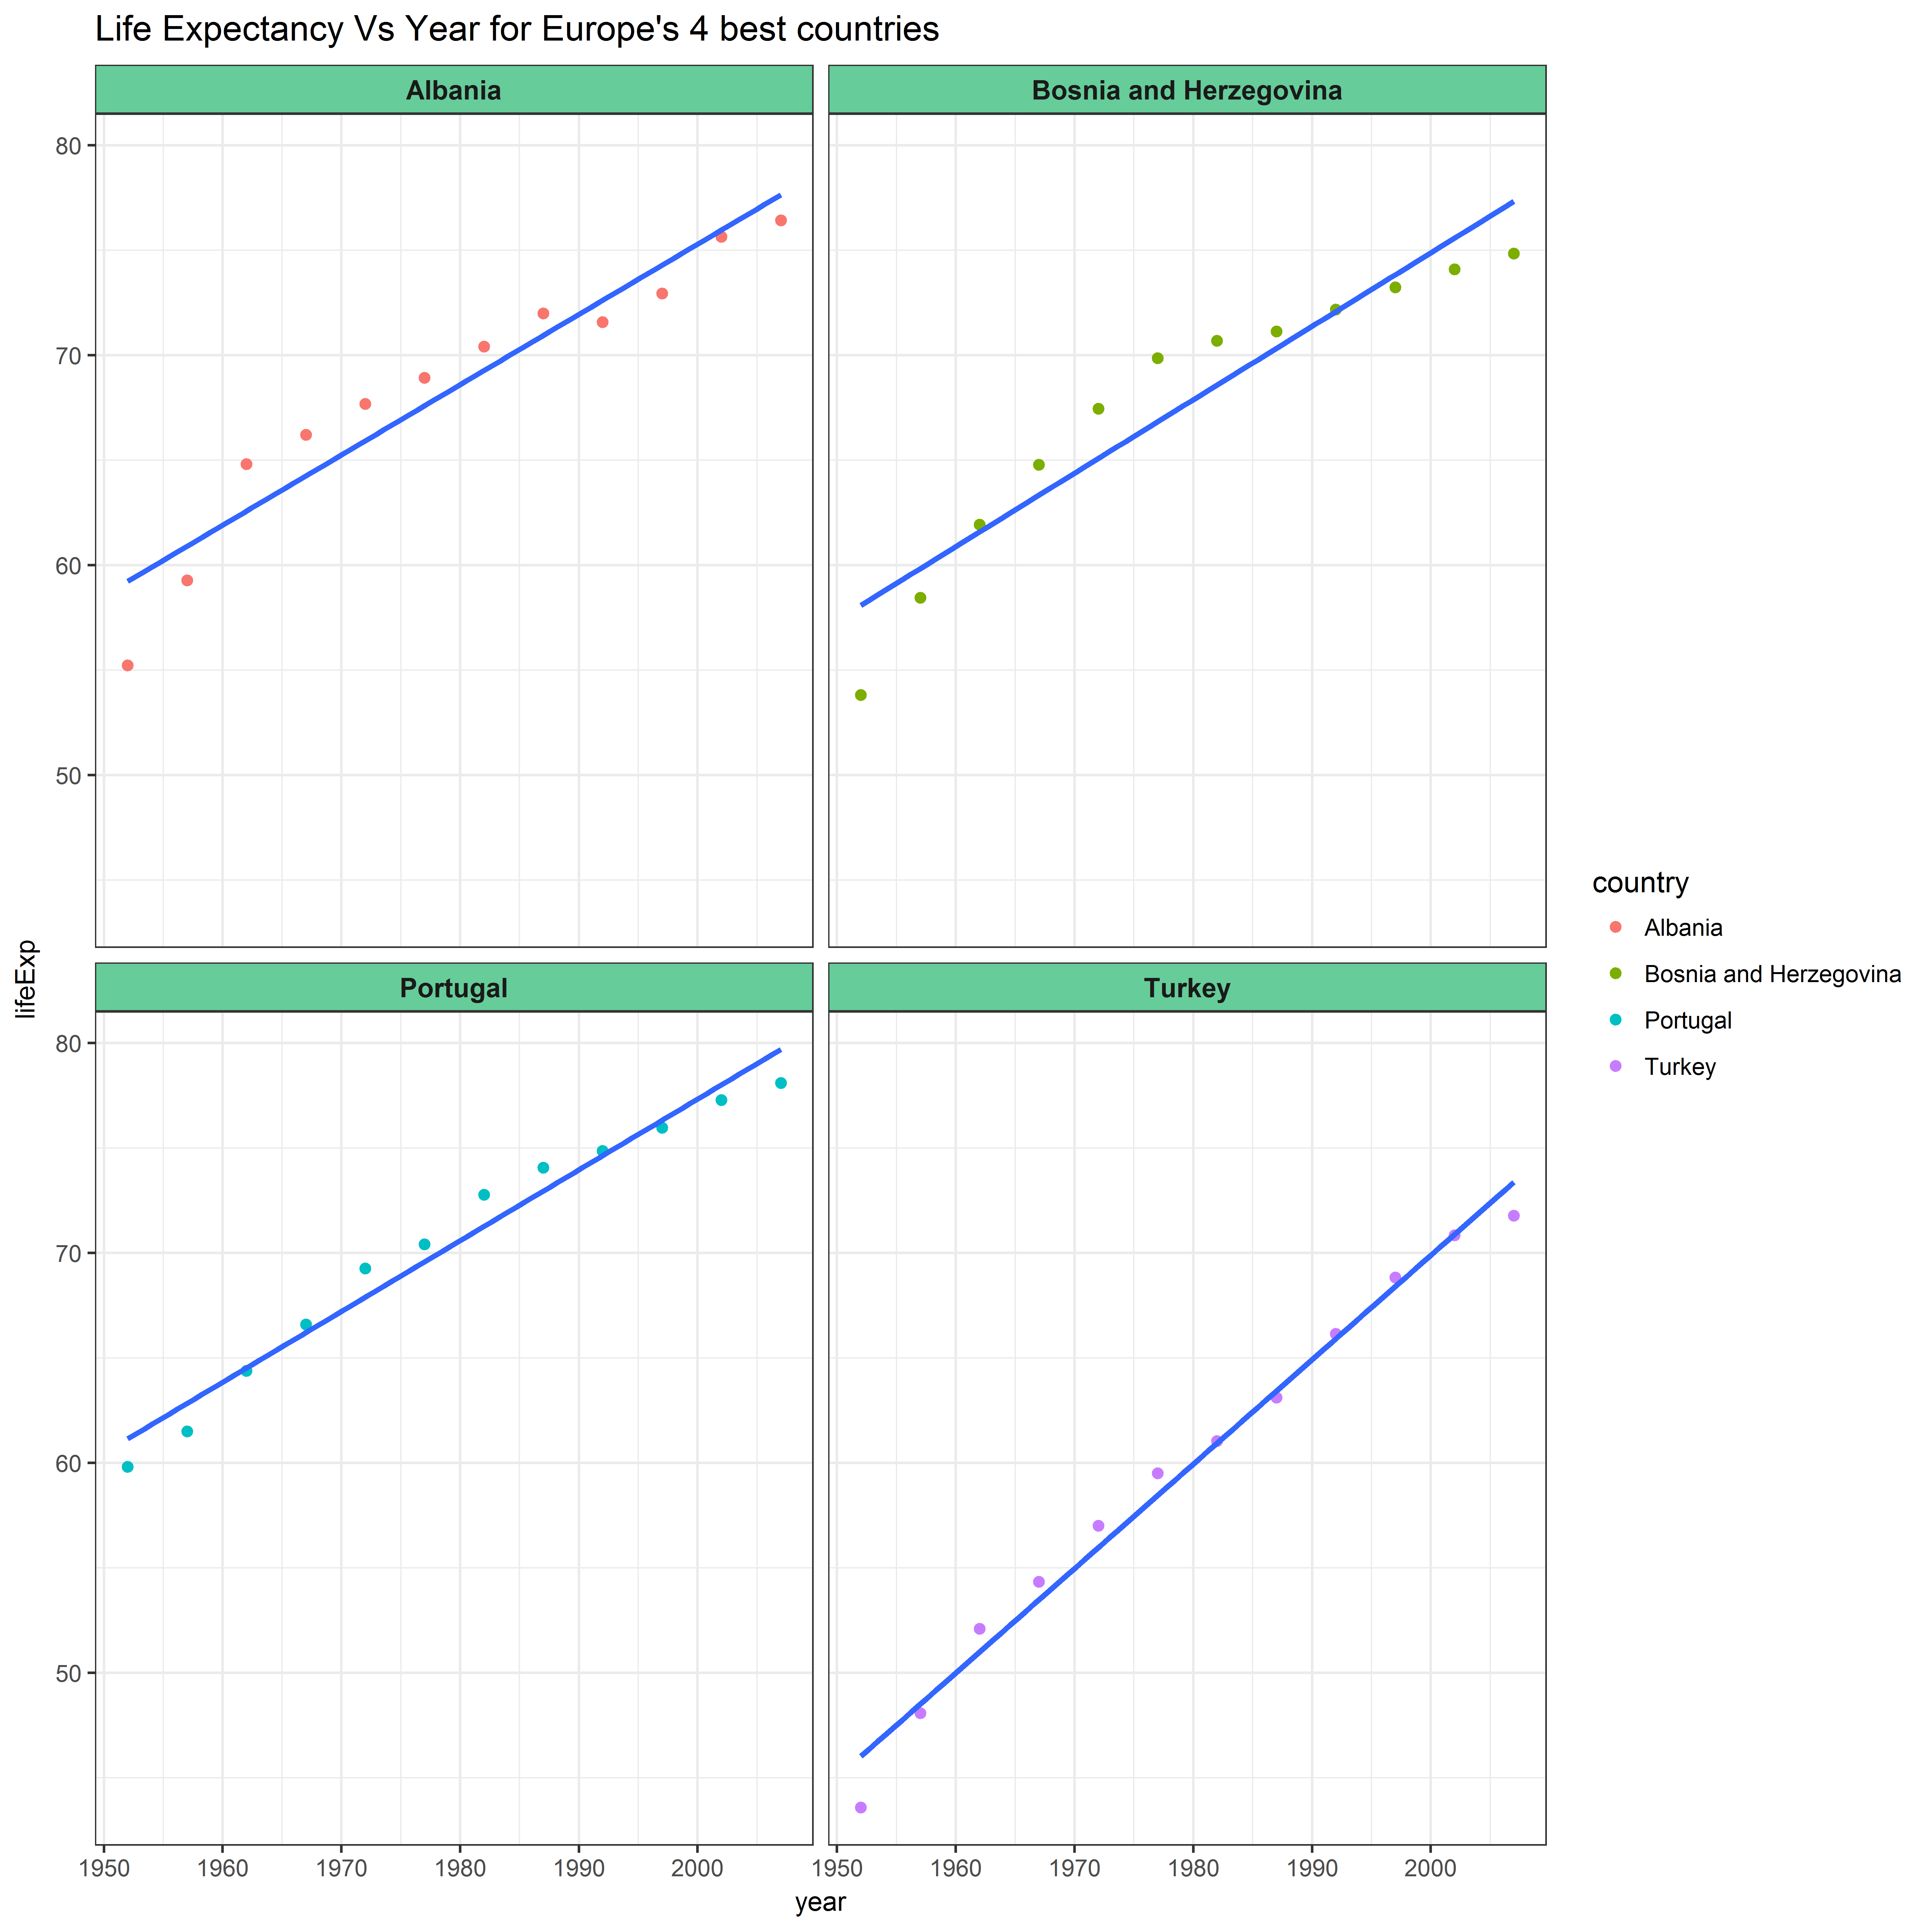 Life Expectancy Vs Year for Europe's 4 best countries
Albania
Bosnia and Herzegovina
80
70
60
50
lifeExp
Portugal
Turkey
80
70
60
50
1950 1960 1970 1980 1990 2000
1950 1960 1970 1980 1990 2000
year
country
Albania
Bosnia and Herzegovina
Portugal
Turkey